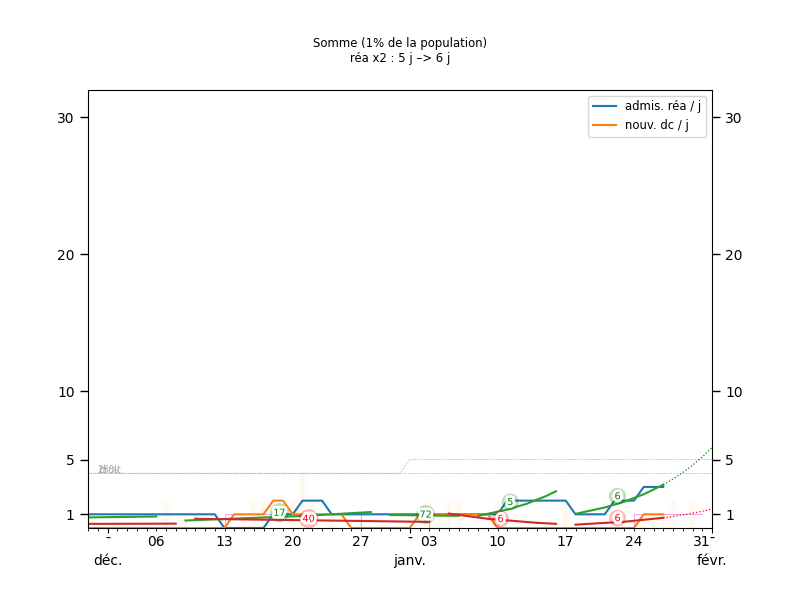 Somme (1% de la population)
réa x2 : 5 j –> 6 j
admis. réa / j
nouv. dc / j
30 30
20 20
10 10
5 5
1 1
17 40 72 6 5 6 6
- 06 13 20 27 - 03 10 17 24 31 -
déc. janv. févr.